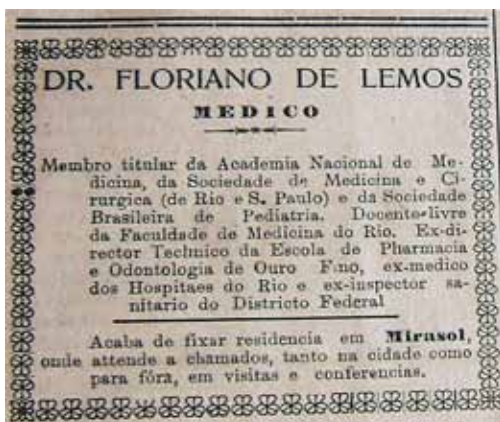 DR. FLORIANO DE LEMOS
MEDICO
Membro titular da Academia Nacional de Me-
dicina, da Sociedade de Medicina e Ci-
rurgica (de Rio e S. Paulo) e da Sociedade
Brasileira de Pediatria. Docente-livre
da Faculdade de Medicina do Rio. Ex-di-
rector Technico da Escola de Pharmacia
e Odontologia de Ouro Fino, ex-medico
dos Hospitaes do Rio e ex-inspector sa-
nitario do Districto Federal
Acaba de fixar residencia em Mirasol,
onde attende a chamados, tanto na cidade como
para fóra, em visitas e conferencias.